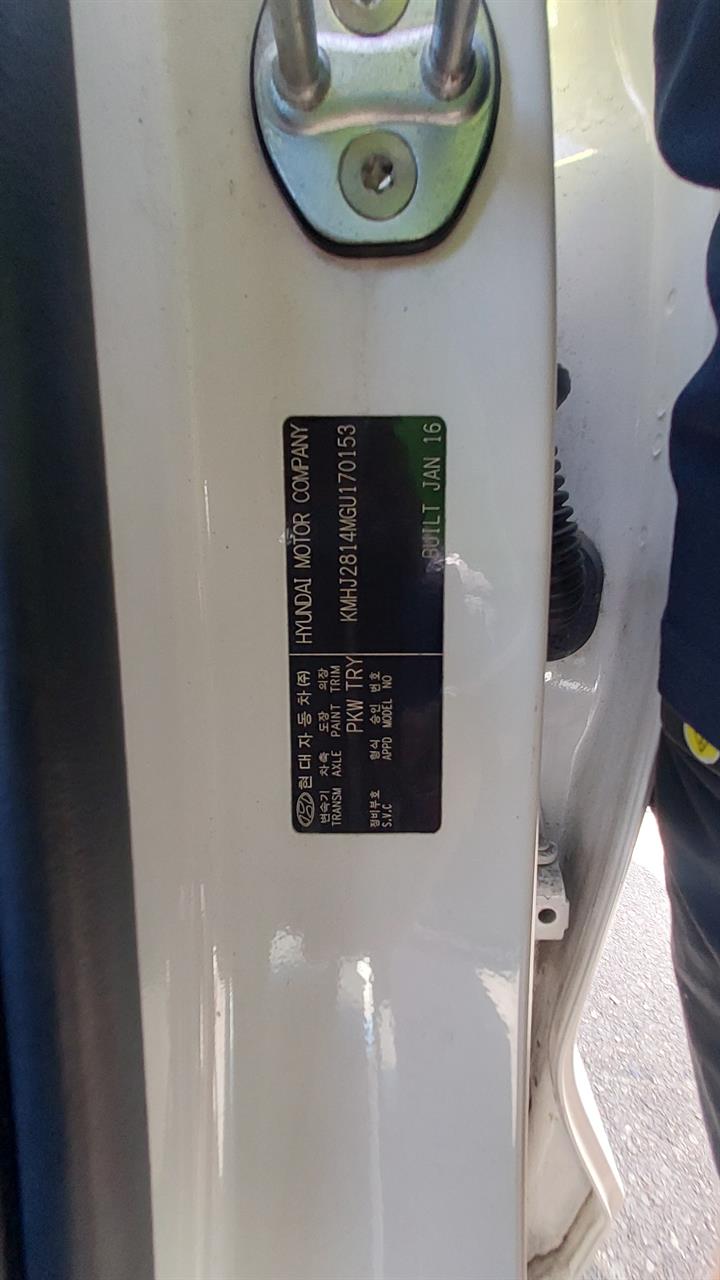 현대자동차(주) HYUNDAI MOTOR COMPANY
변속기 차축 도장 의장
TRANSM AXLE PAINT TRIM KMHJ2814MGU170153
PKW TRY
정비부호 형식 승인 번호
S.V.C APPD MODEL NO
BUILT JAN 16